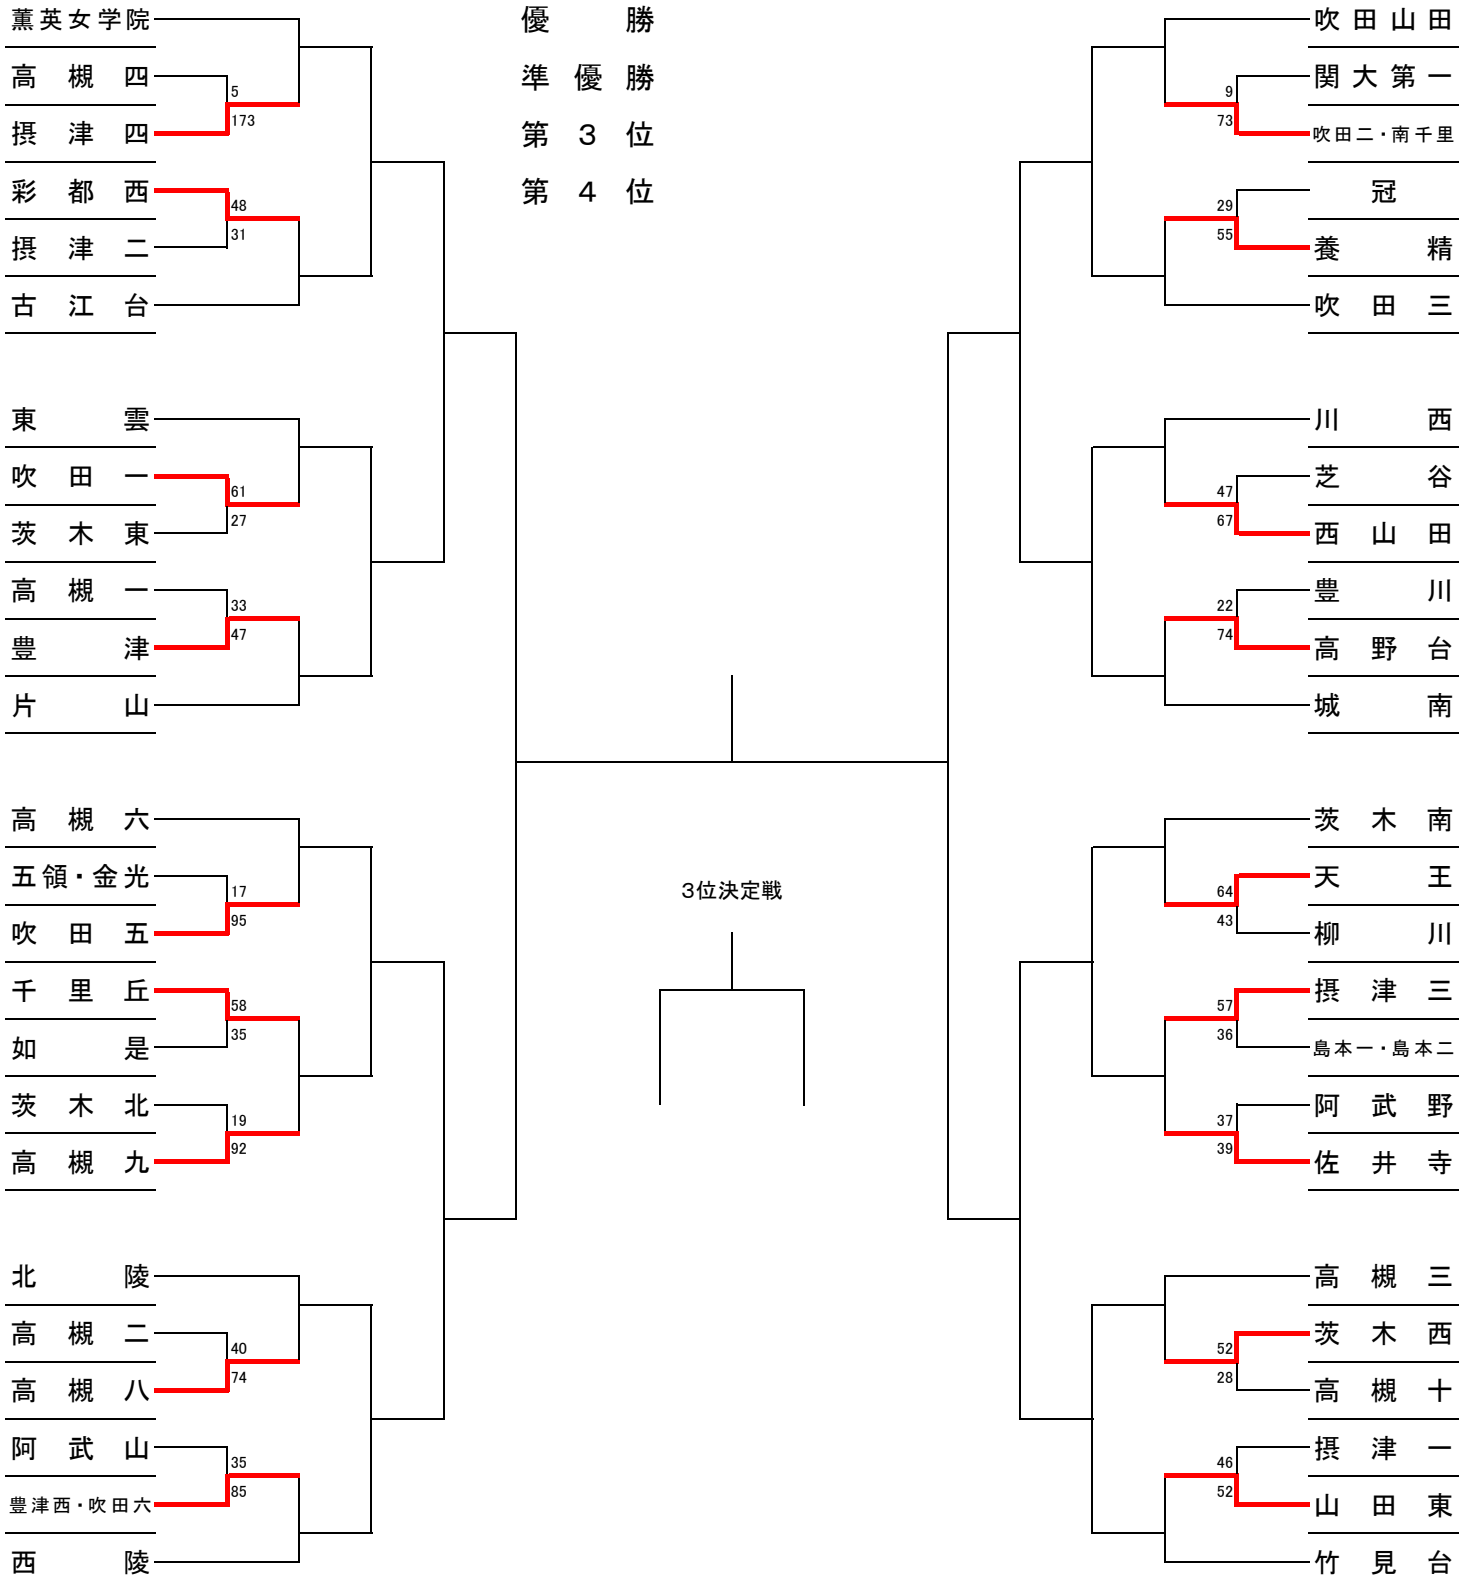 薫英女学院
高槻四
5
173
摂津四
彩都西
48
31
摂津二
古江台
東雲
吹田一
61
27
茨木東
高槻一
33
47
豊津
片山
高槻六
五領・金光
17
95
吹田五
千里丘
58
35
如是
茨木北
19
92
高槻九
北陵
高槻二
40
74
高槻八
阿武山
35
85
豊津西・吹田六
西陵
優勝
準優勝
第3位
第4位
3位決定戦
吹田山田
関大第一
9
73
吹田二・南千里
冠
29
55
養精
吹田三
川西
芝谷
47
67
西山田
豊川
22
74
高野台
城南
茨木南
天王
64
43
柳川
摂津三
57
36
島本一・島本二
阿武野
37
39
佐井寺
高槻三
茨木西
52
28
高槻十
摂津一
46
52
山田東
竹見台